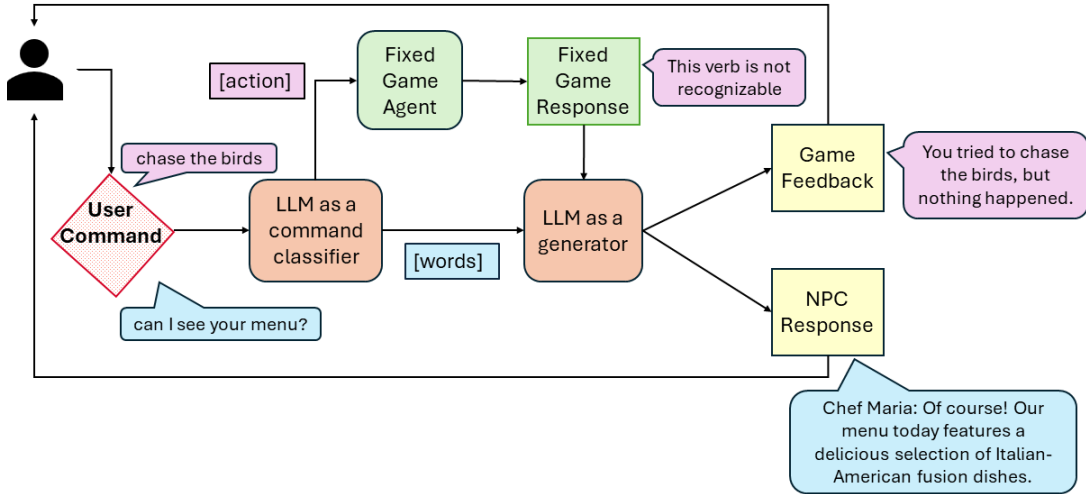 [action]
Fixed
Game
Agent
Fixed
Game
Response
This verb is not
recognizable
chase the birds
User
Command
LLM as a
command
classifier
[words]
LLM as a
generator
Game
Feedback
You tried to chase
the birds, but
nothing happened.
can I see your menu?
NPC
Response
Chef Maria: Of course! Our
menu today features a
delicious selection of Italian-
American fusion dishes.